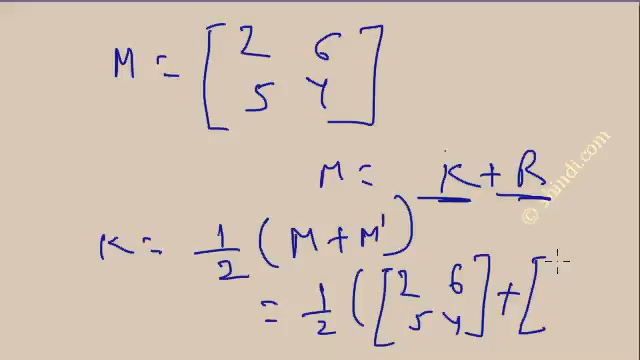 M = [ 2 6
5 4 ]
M = K + R
K = 1/2 ( M + M' )
= 1/2 ( [ 2 6
5 4 ] + [